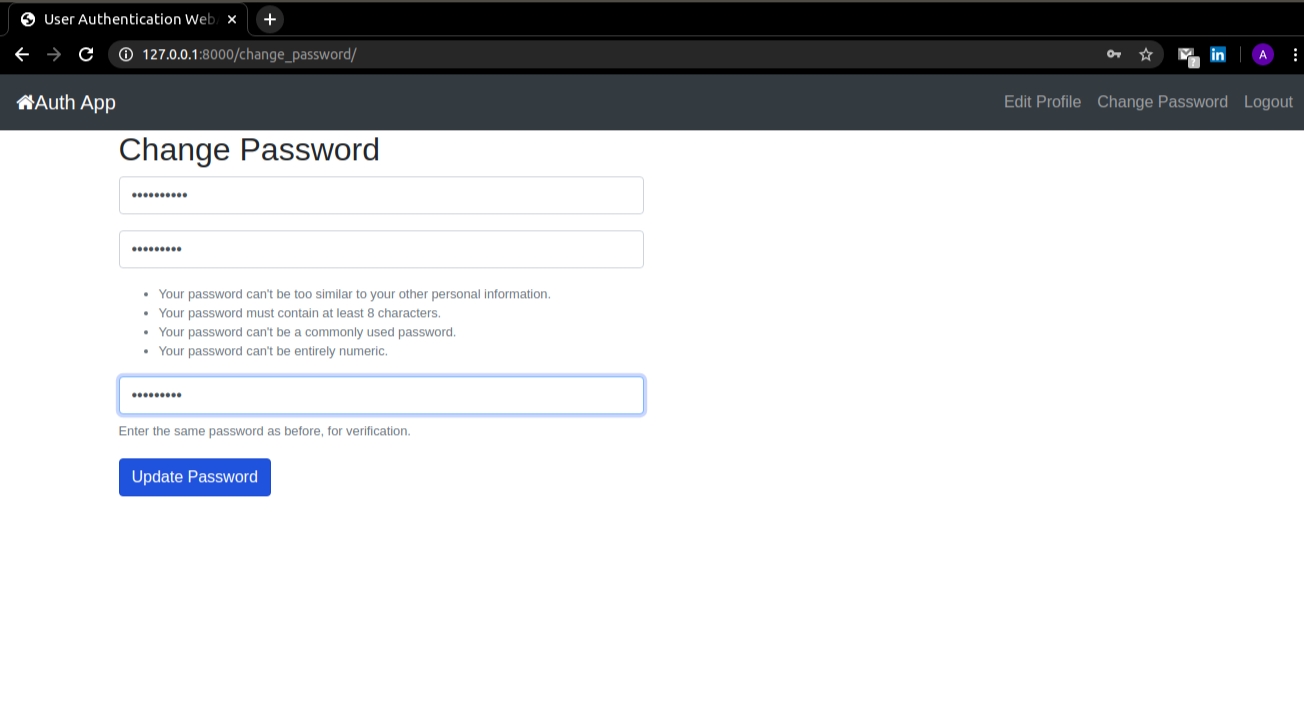 User Authentication Web
127.0.0.1:8000/change_password/
?
in
A
Auth App
Edit Profile
Change Password
Logout
Change Password
••••••••••
•••••••••
• Your password can't be too similar to your other personal information.
• Your password must contain at least 8 characters.
• Your password can't be a commonly used password.
• Your password can't be entirely numeric.
•••••••••
Enter the same password as before, for verification.
Update Password